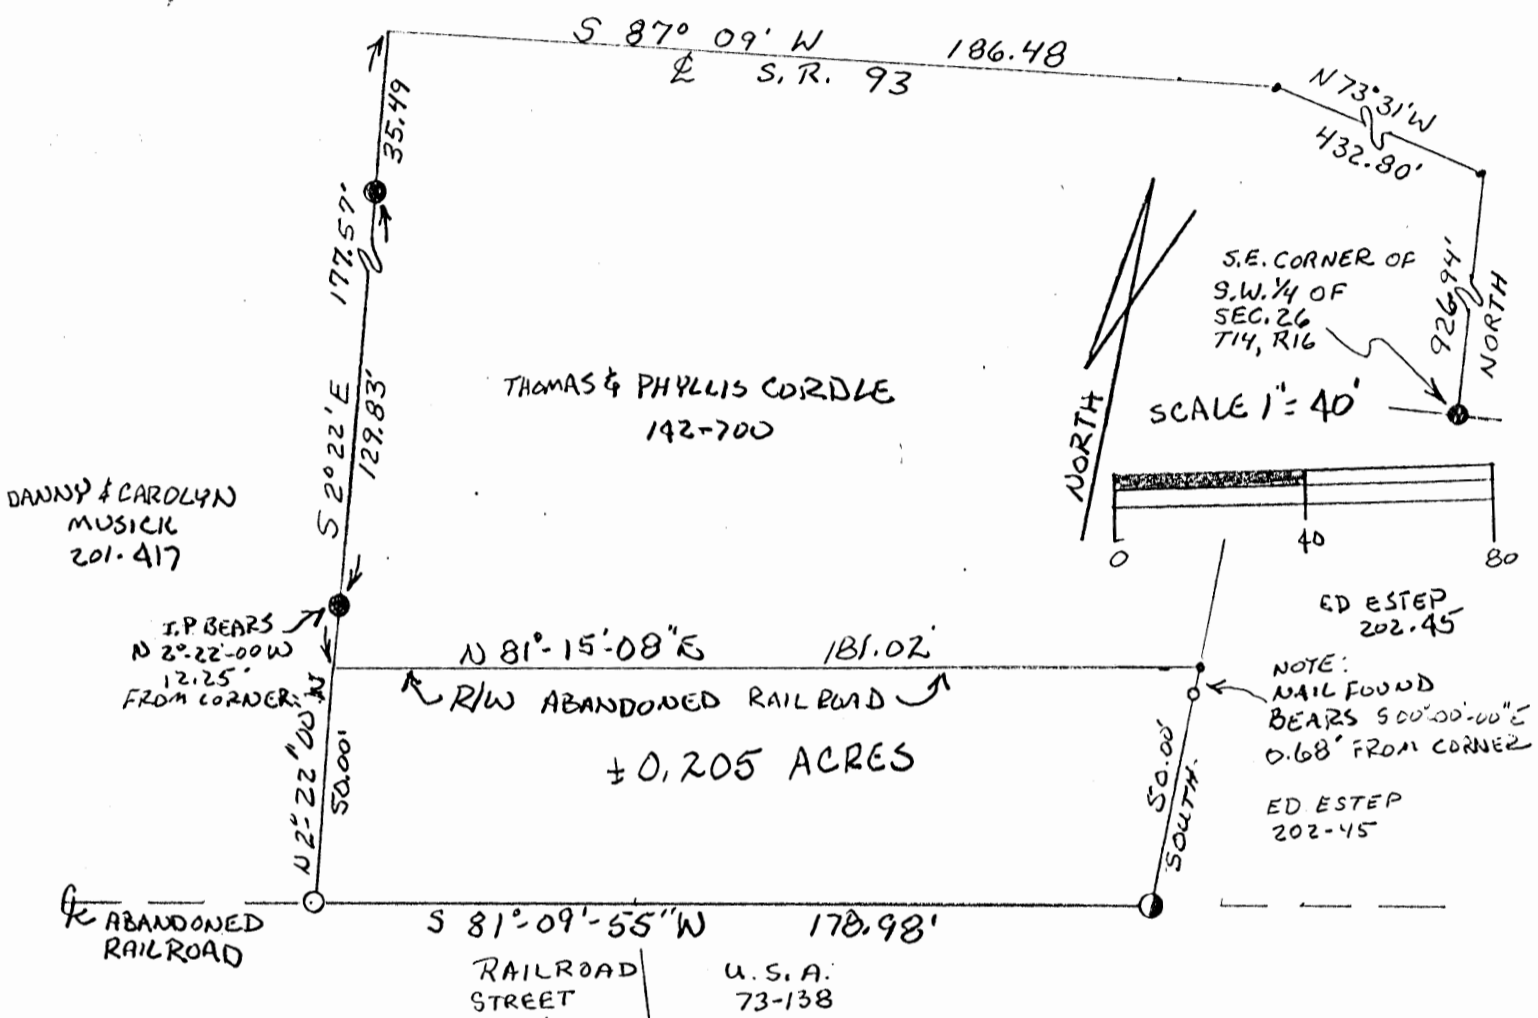 S 87° 09' W 186.48
℄ S.R. 93
N 73°31'W
432.80'
35.49
177.57'
S 2° 22' E
129.83'
S.E. CORNER OF
S.W. 1/4 OF
SEC. 26
T14, R16
926.94'
NORTH
THOMAS & PHYLLIS CORDLE
142-700
NORTH
SCALE 1"= 40'
0 40 80
DANNY & CAROLYN
MUSICK
201.417
I.P. BEARS
N 2°-22'-00 W
12.25'
FROM CORNER
N 81°-15'-08"E 181.02'
R/W ABANDONED RAILROAD
± 0.205 ACRES
N 2°-22'-00" W
50.00'
ED ESTEP
202.45
NOTE:
NAIL FOUND
BEARS S 00°-00'-00"E
0.68' FROM CORNER
ED ESTEP
202-45
50.00'
SOUTH
℄ ABANDONED
RAILROAD
S 81°-09'-55"W 178.98'
RAILROAD
STREET
U.S.A.
73-138